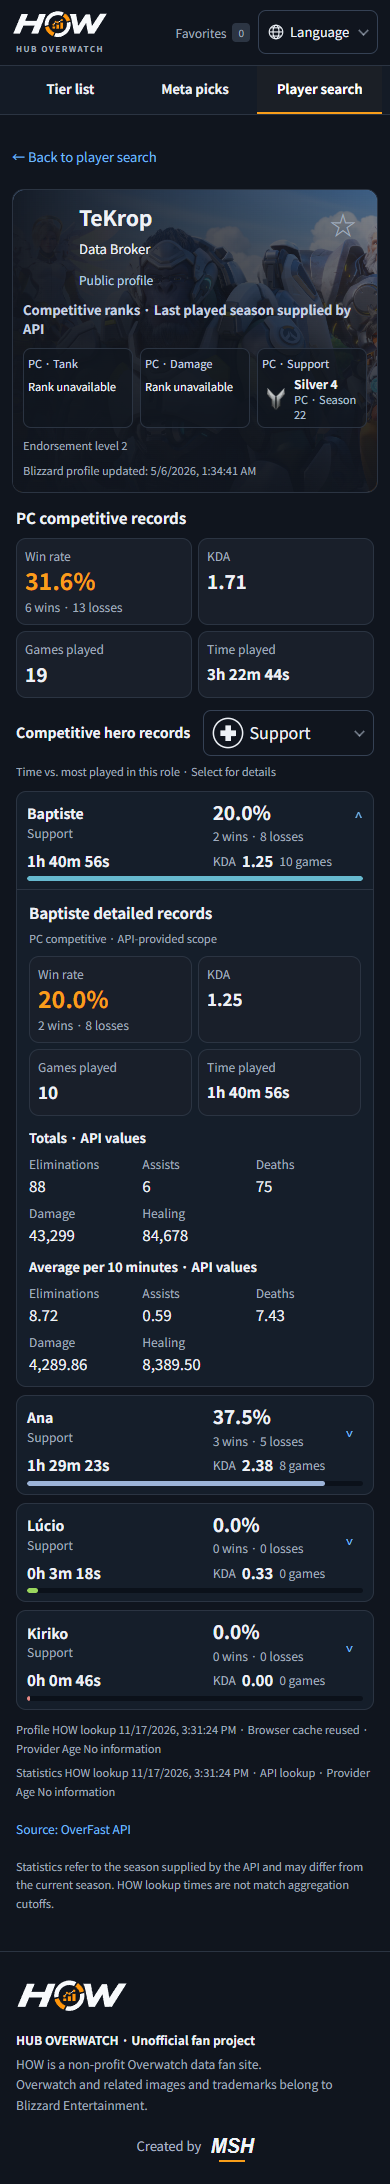 HOW
HUB OVERWATCH
Favorites 0
Language
Tier list
Meta picks
Player search
← Back to player search
TeKrop
Data Broker
Public profile
Competitive ranks · Last played season supplied by
API
PC · Tank
Rank unavailable
PC · Damage
Rank unavailable
PC · Support
Silver 4
PC · Season
22
Endorsement level 2
Blizzard profile updated: 5/6/2026, 1:34:41 AM
PC competitive records
Win rate
31.6%
6 wins · 13 losses
KDA
1.71
Games played
19
Time played
3h 22m 44s
Competitive hero records
Support
Time vs. most played in this role · Select for details
Baptiste
Support
1h 40m 56s
20.0%
2 wins · 8 losses
KDA 1.25 10 games
Baptiste detailed records
PC competitive · API-provided scope
Win rate
20.0%
2 wins · 8 losses
KDA
1.25
Games played
10
Time played
1h 40m 56s
Totals · API values
Eliminations Assists Deaths
88 6 75
Damage Healing
43,299 84,678
Average per 10 minutes · API values
Eliminations Assists Deaths
8.72 0.59 7.43
Damage Healing
4,289.86 8,389.50
Ana
Support
1h 29m 23s
37.5%
3 wins · 5 losses
KDA 2.38 8 games
Lúcio
Support
0h 3m 18s
0.0%
0 wins · 0 losses
KDA 0.33 0 games
Kiriko
Support
0h 0m 46s
0.0%
0 wins · 0 losses
KDA 0.00 0 games
Profile HOW lookup 11/17/2026, 3:31:24 PM · Browser cache reused ·
Provider Age No information
Statistics HOW lookup 11/17/2026, 3:31:24 PM · API lookup · Provider
Age No information
Source: OverFast API
Statistics refer to the season supplied by the API and may differ from
the current season. HOW lookup times are not match aggregation
cutoffs.
HOW
HUB OVERWATCH · Unofficial fan project
HOW is a non-profit Overwatch data fan site.
Overwatch and related images and trademarks belong to
Blizzard Entertainment.
Created by MSH